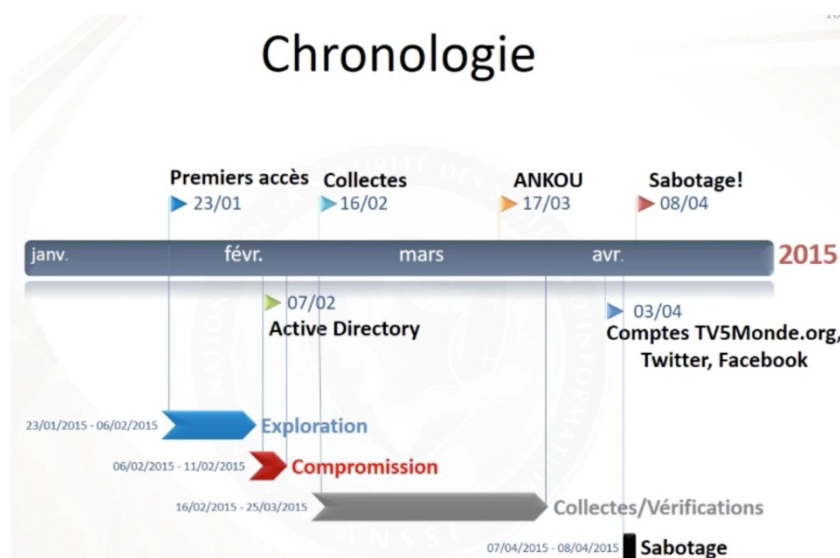 Chronologie
Premiers accès
23/01
Collectes
16/02
ANKOU
17/03
Sabotage!
08/04
janv.
févr.
mars
avr.
2015
07/02
Active Directory
03/04
Comptes TV5Monde.org,
Twitter, Facebook
23/01/2015 - 06/02/2015
Exploration
06/02/2015 - 11/02/2015
Compromission
16/02/2015 - 25/03/2015
Collectes/Vérifications
07/04/2015 - 08/04/2015
Sabotage
ANSSI